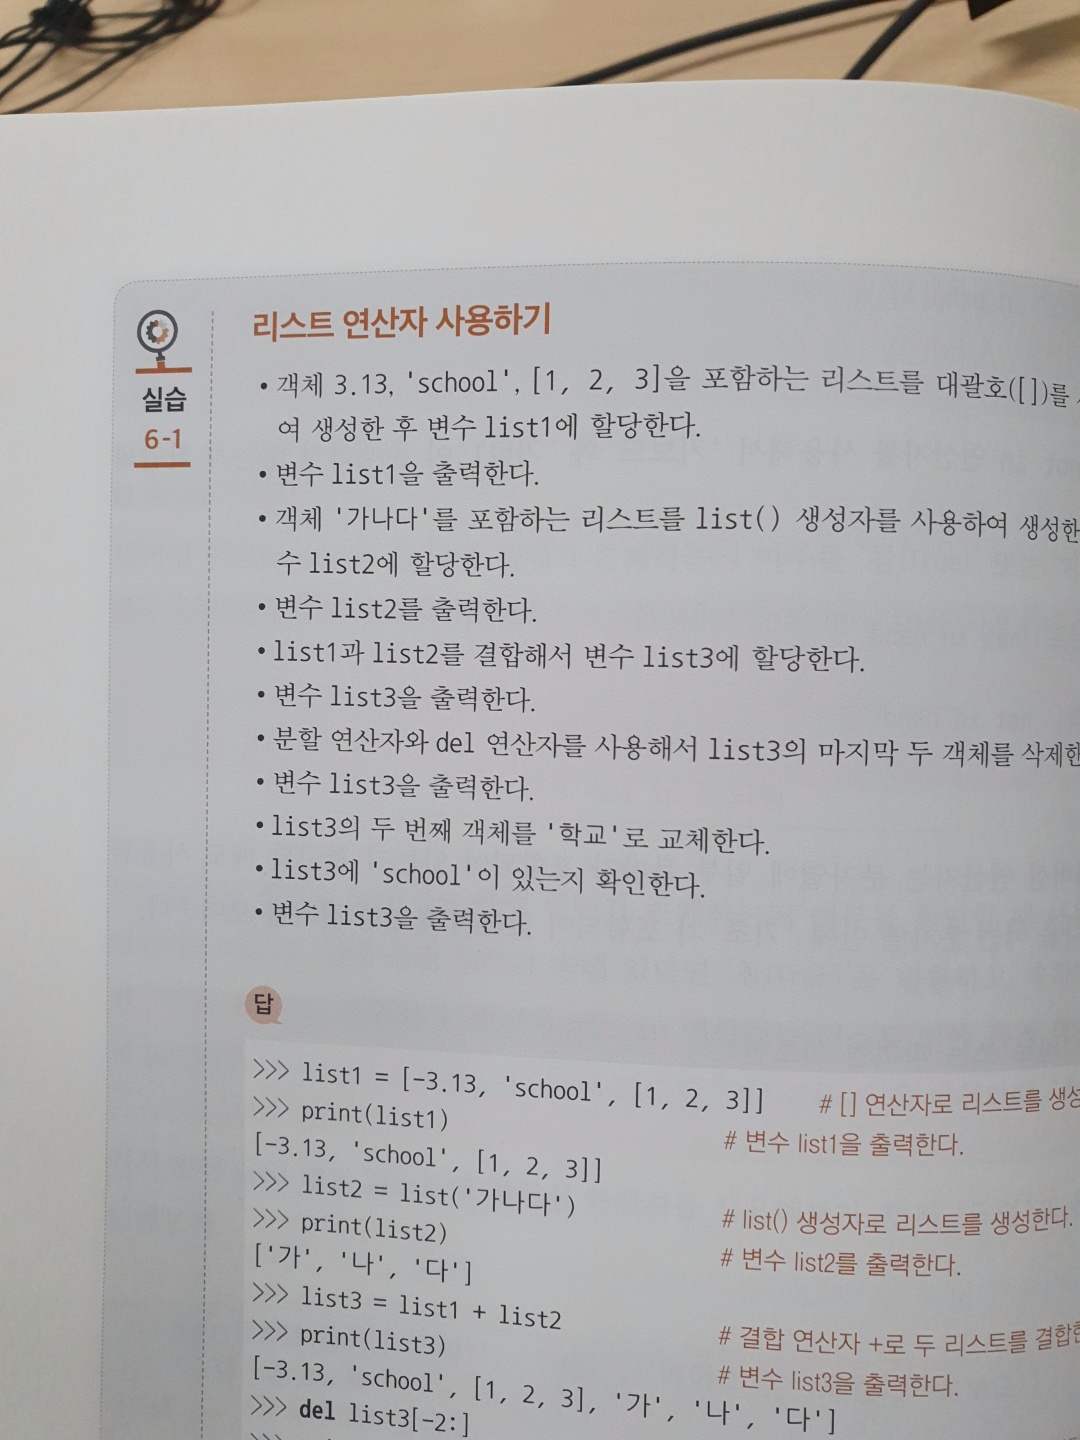 리스트 연산자 사용하기
실습
6-1
• 객체 3.13, 'school', [1, 2, 3]을 포함하는 리스트를 대괄호([])를
여 생성한 후 변수 list1에 할당한다.
• 변수 list1을 출력한다.
• 객체 '가나다'를 포함하는 리스트를 list() 생성자를 사용하여 생성한
수 list2에 할당한다.
• 변수 list2를 출력한다.
• list1과 list2를 결합해서 변수 list3에 할당한다.
• 변수 list3을 출력한다.
• 분할 연산자와 del 연산자를 사용해서 list3의 마지막 두 객체를 삭제한
• 변수 list3을 출력한다.
• list3의 두 번째 객체를 '학교'로 교체한다.
• list3에 'school'이 있는지 확인한다.
• 변수 list3을 출력한다.
답
>>> list1 = [-3.13, 'school', [1, 2, 3]] # [] 연산자로 리스트를 생성
>>> print(list1) # 변수 list1을 출력한다.
[-3.13, 'school', [1, 2, 3]]
>>> list2 = list('가나다') # list() 생성자로 리스트를 생성한다.
>>> print(list2) # 변수 list2를 출력한다.
['가', '나', '다']
>>> list3 = list1 + list2 # 결합 연산자 +로 두 리스트를 결합한
>>> print(list3) # 변수 list3을 출력한다.
[-3.13, 'school', [1, 2, 3], '가', '나', '다']
>>> del list3[-2:]